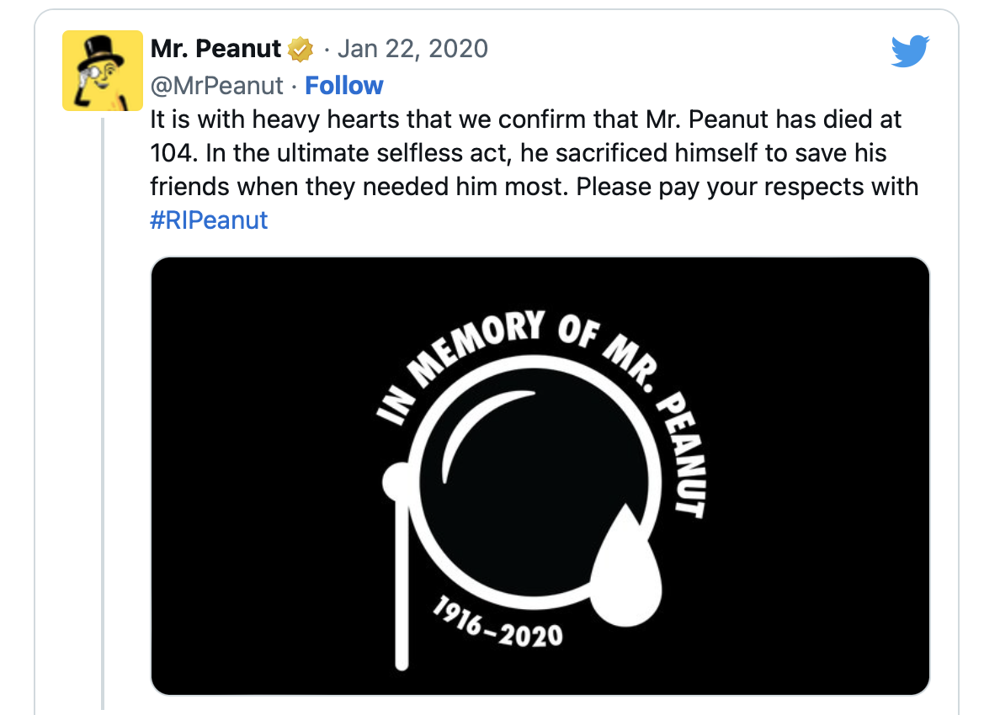 Mr. Peanut · Jan 22, 2020
@MrPeanut · Follow
It is with heavy hearts that we confirm that Mr. Peanut has died at
104. In the ultimate selfless act, he sacrificed himself to save his
friends when they needed him most. Please pay your respects with
#RIPeanut
IN MEMORY OF MR. PEANUT
1916–2020